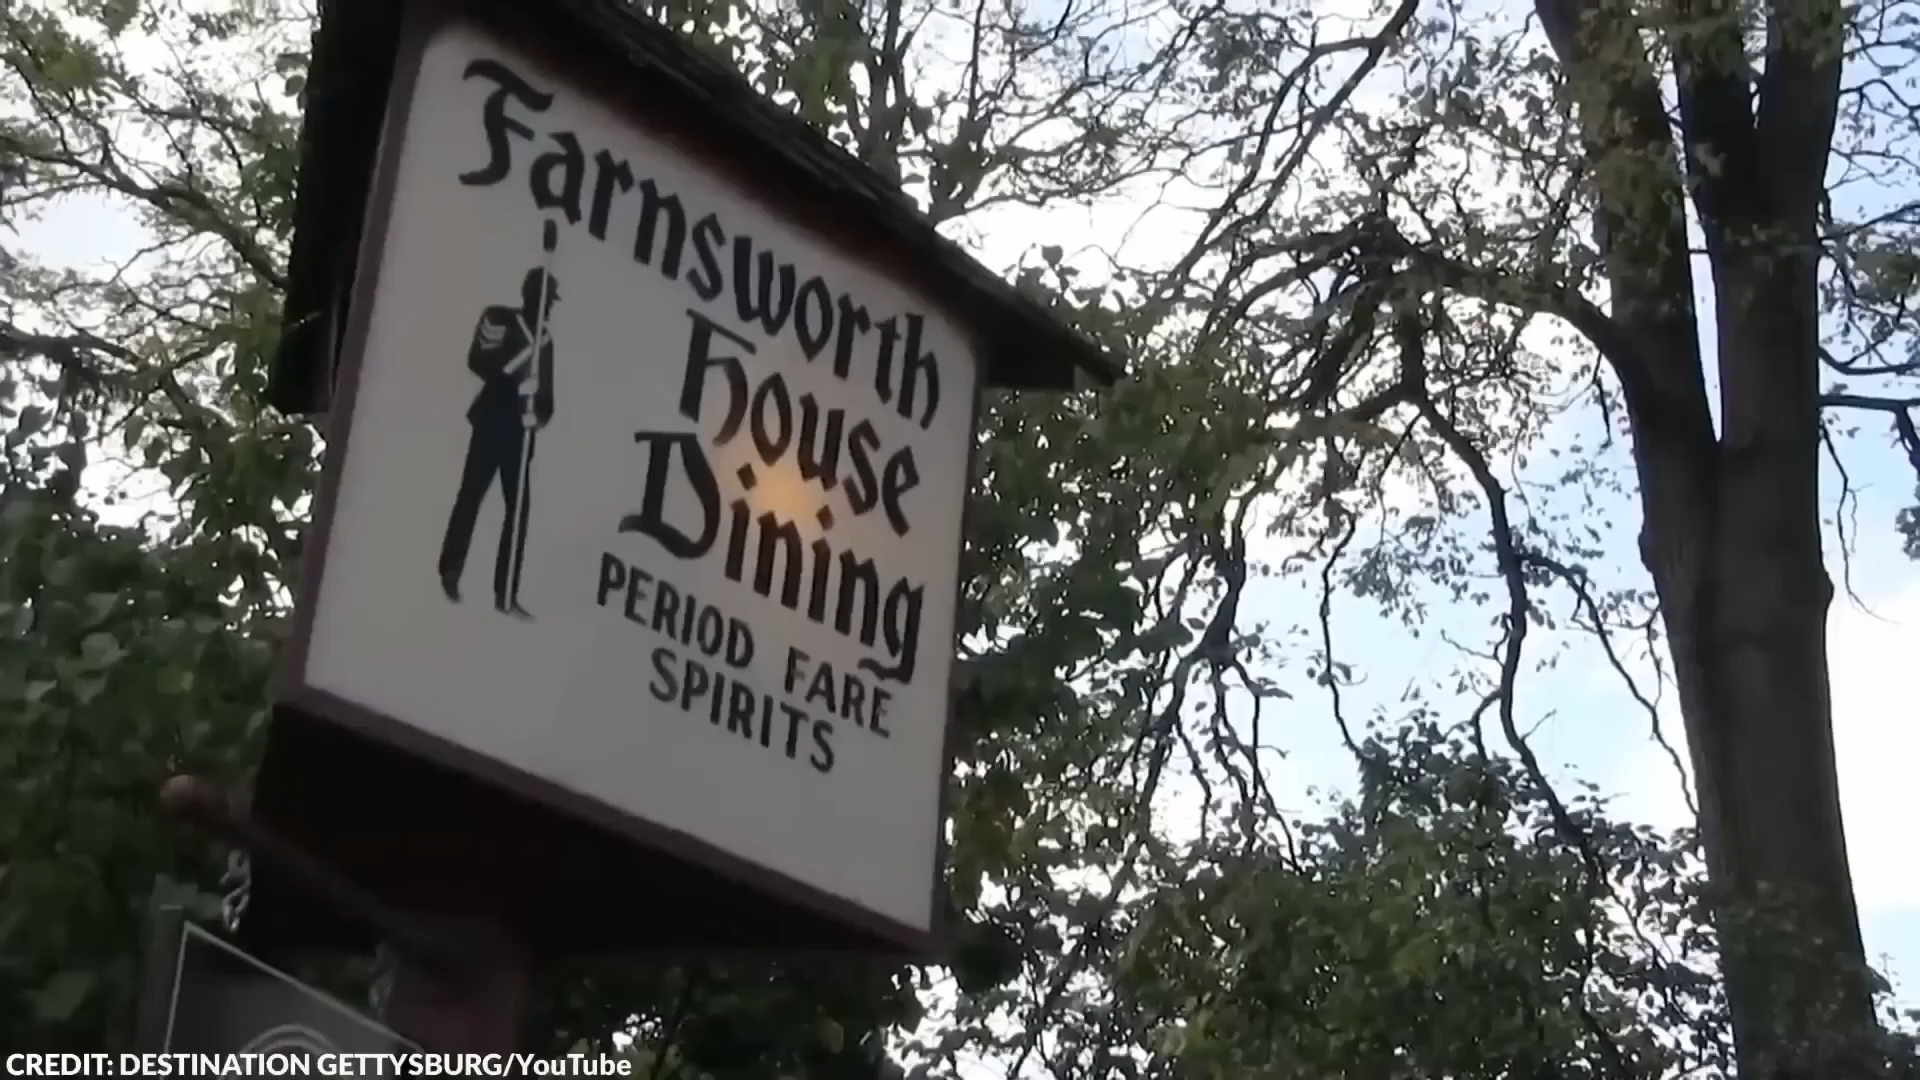 Farnsworth
House
Dining
PERIOD FARE
SPIRITS
CREDIT: DESTINATION GETTYSBURG/YouTube